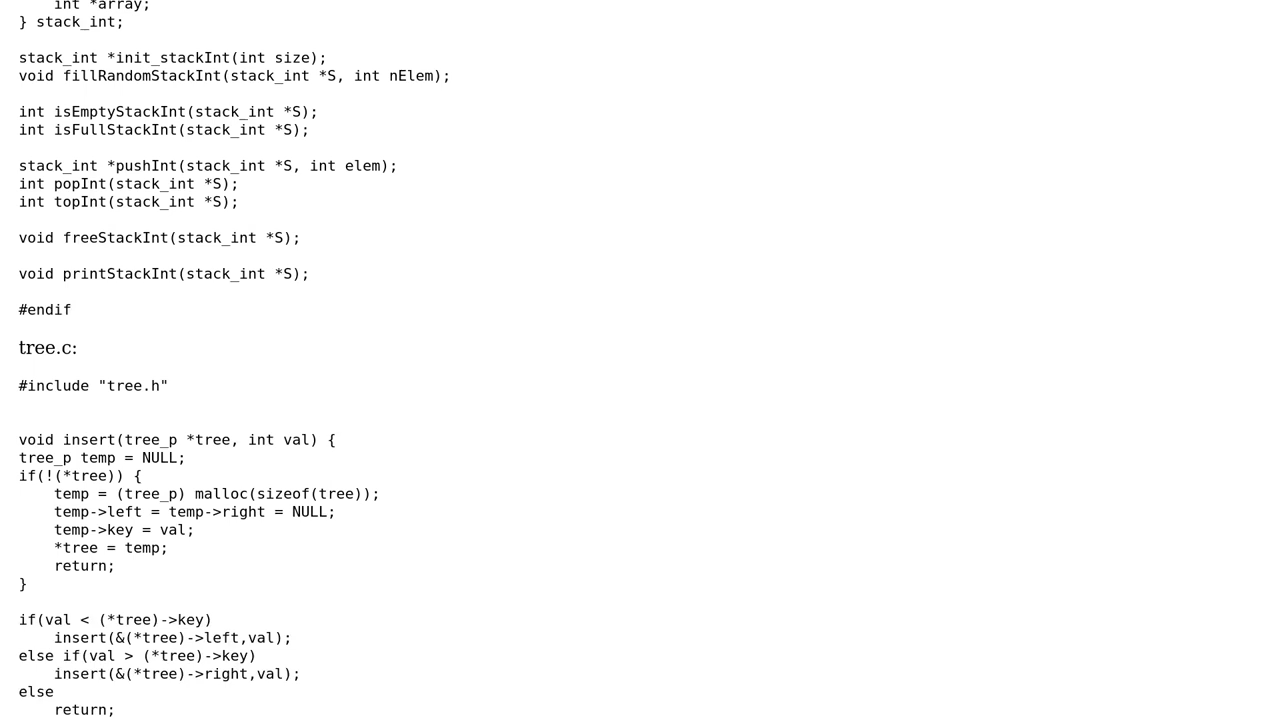 int *array;
} stack_int;

stack_int *init_stackInt(int size);
void fillRandomStackInt(stack_int *S, int nElem);

int isEmptyStackInt(stack_int *S);
int isFullStackInt(stack_int *S);

stack_int *pushInt(stack_int *S, int elem);
int popInt(stack_int *S);
int topInt(stack_int *S);

void freeStackInt(stack_int *S);

void printStackInt(stack_int *S);

#endif

tree.c:

#include "tree.h"


void insert(tree_p *tree, int val) {
tree_p temp = NULL;
if(!(*tree)) {
    temp = (tree_p) malloc(sizeof(tree));
    temp->left = temp->right = NULL;
    temp->key = val;
    *tree = temp;
    return;
}

if(val < (*tree)->key)
    insert(&(*tree)->left,val);
else if(val > (*tree)->key)
    insert(&(*tree)->right,val);
else
    return;